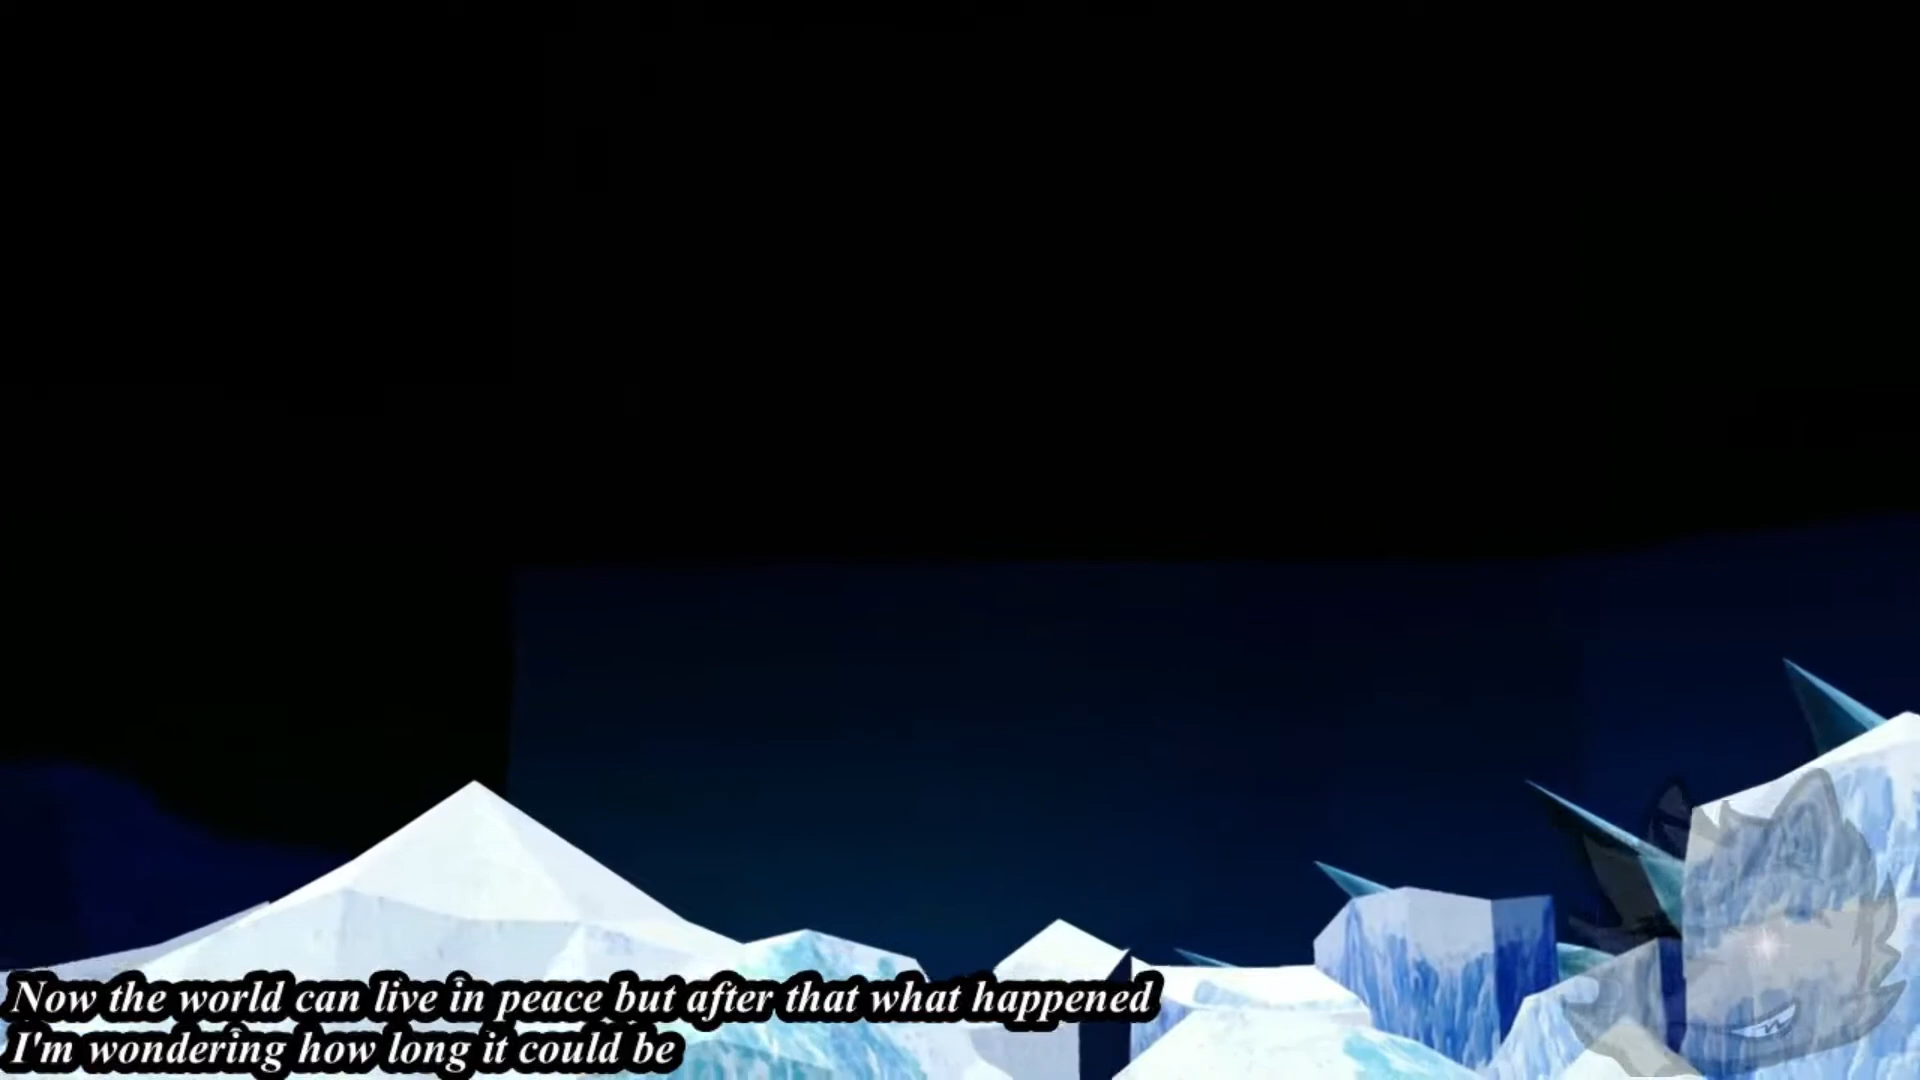 Now the world can live in peace but after that what happened
I'm wondering how long it could be